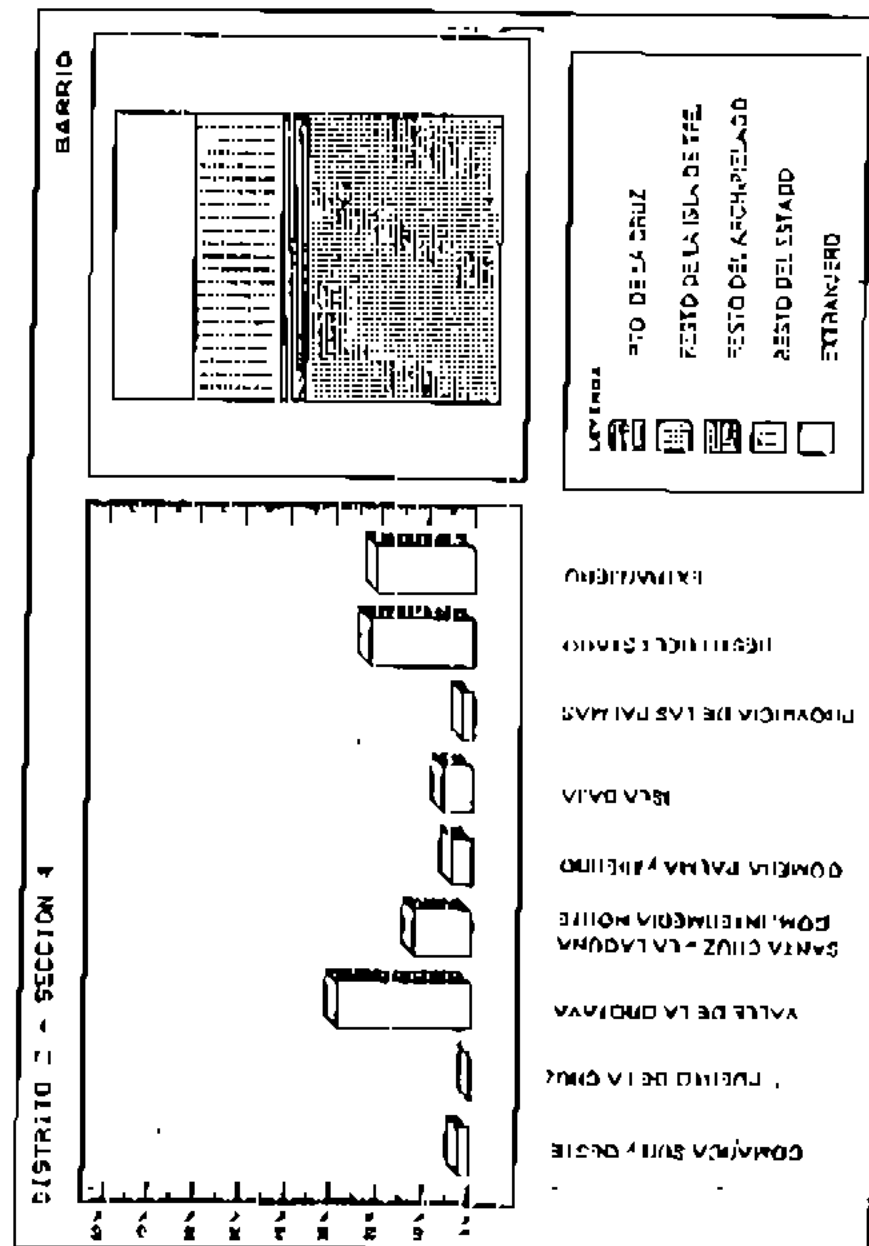 DISTRITO - SECCION 4
BARRIO
EXTRANJERO
RESTO DEL ESTADO
PROVINCIA DE LAS PALMAS
ISLA BAJA
COMARCA PALMA y HIERRO
SANTA CRUZ - LA LAGUNA
COM. INTERMEDIA NORTE
VALLE DE LA OROTAVA
PUERTO DE LA CRUZ
COMARCA SUR y OESTE
LEYENDA
PTO DE LA CRUZ
RESTO DE LA ISLA DE TFE.
RESTO DEL ARCHIPIELAGO
RESTO DEL ESTADO
EXTRANJERO